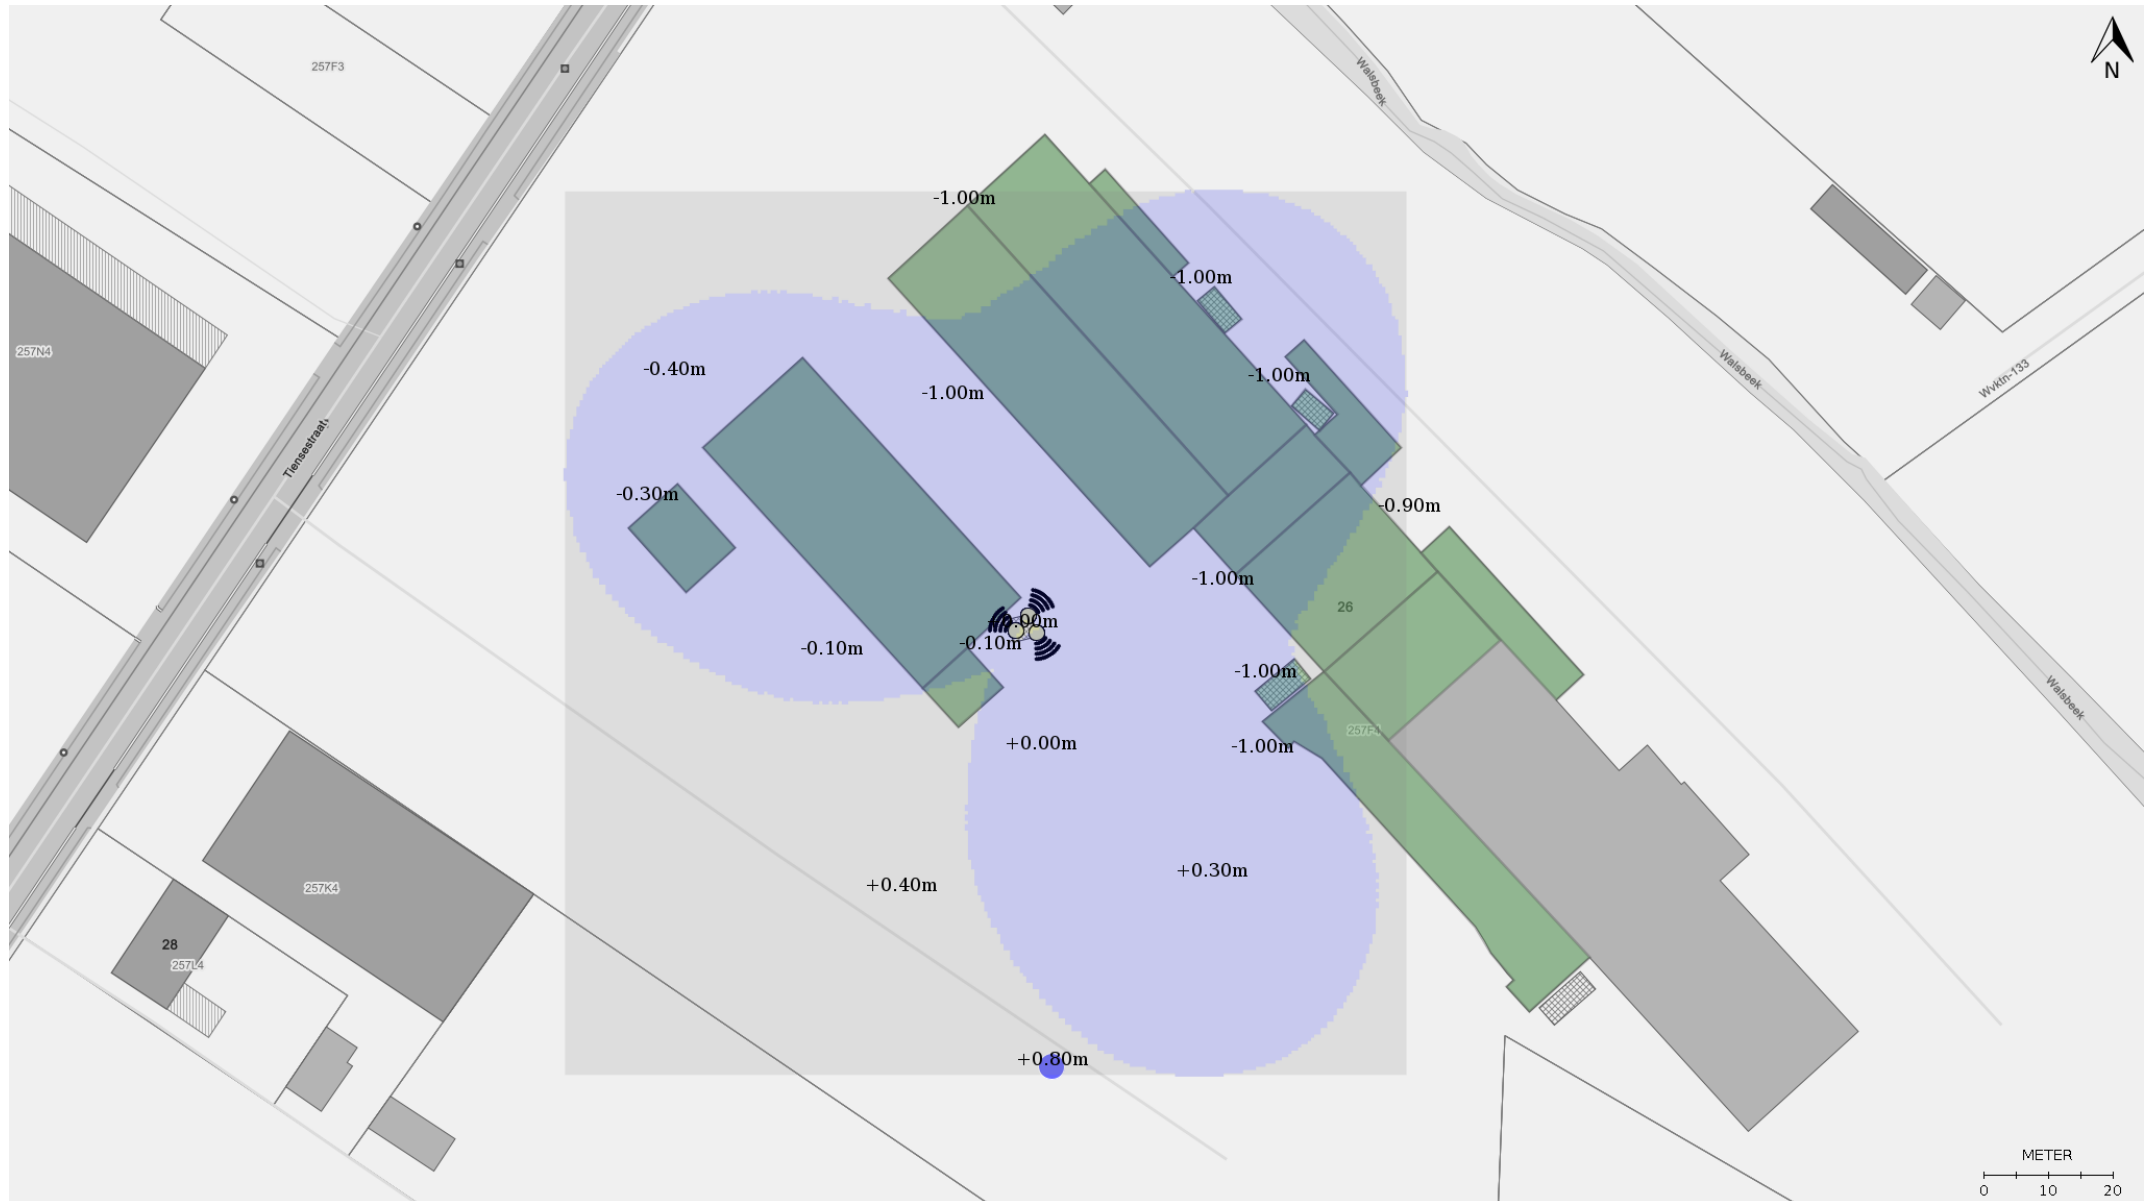 257F3
Walsbeek
N
-1.00m
-1.00m
257N4
-0.40m
-1.00m
-1.00m
Walsbeek
Wvktn-133
Tiensestraat
-0.30m
-0.90m
-1.00m
26
-0.10m
-0.10m
-1.00m
Walsbeek
257F4
+0.00m
-1.00m
+0.30m
+0.40m
257K4
28
257L4
+0.80m
METER
0 10 20